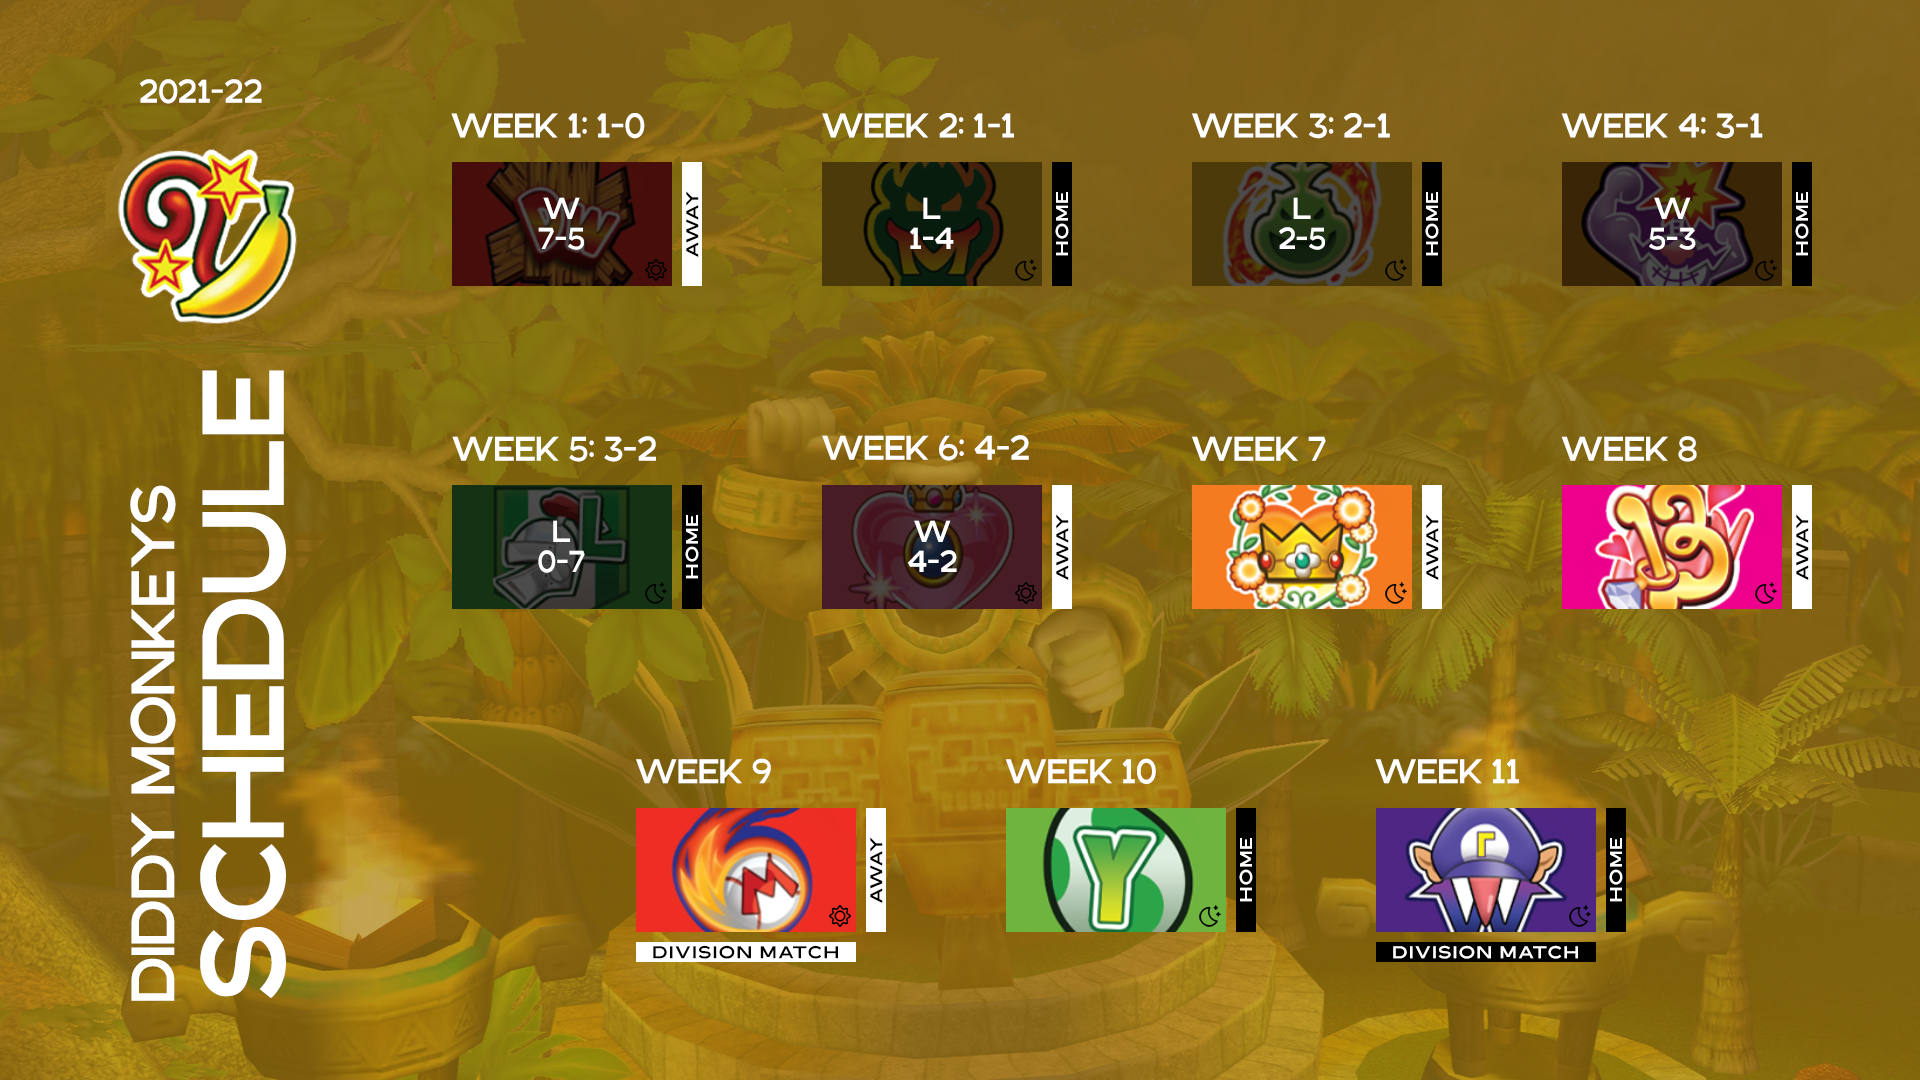 2021-22
DIDDY MONKEYS
SCHEDULE
WEEK 1: 1-0
W
7-5
AWAY
WEEK 2: 1-1
L
1-4
HOME
WEEK 3: 2-1
L
2-5
HOME
WEEK 4: 3-1
W
5-3
HOME
WEEK 5: 3-2
L
0-7
L
HOME
WEEK 6: 4-2
W
4-2
AWAY
WEEK 7
AWAY
WEEK 8
AWAY
WEEK 9
M
AWAY
DIVISION MATCH
WEEK 10
Y
HOME
WEEK 11
Γ
W
HOME
DIVISION MATCH